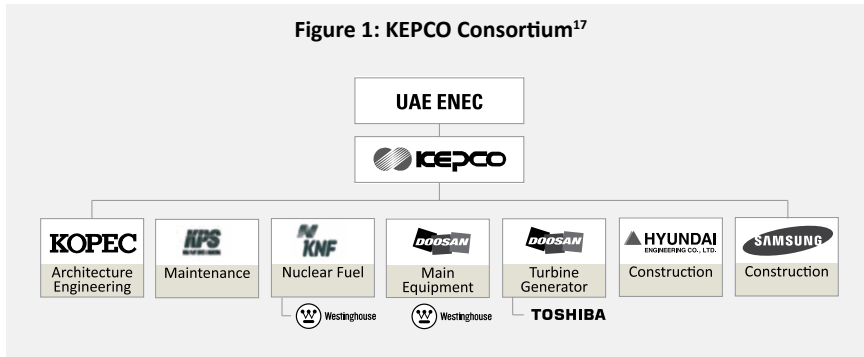 Figure 1: KEPCO Consortium17
UAE ENEC
KEPCO
KOPEC
Architecture
Engineering
KPS
Maintenance
KNF
Nuclear Fuel
Westinghouse
DOOSAN
Main
Equipment
Westinghouse
DOOSAN
Turbine
Generator
TOSHIBA
HYUNDAI
ENGINEERING CO., LTD.
Construction
SAMSUNG
Construction